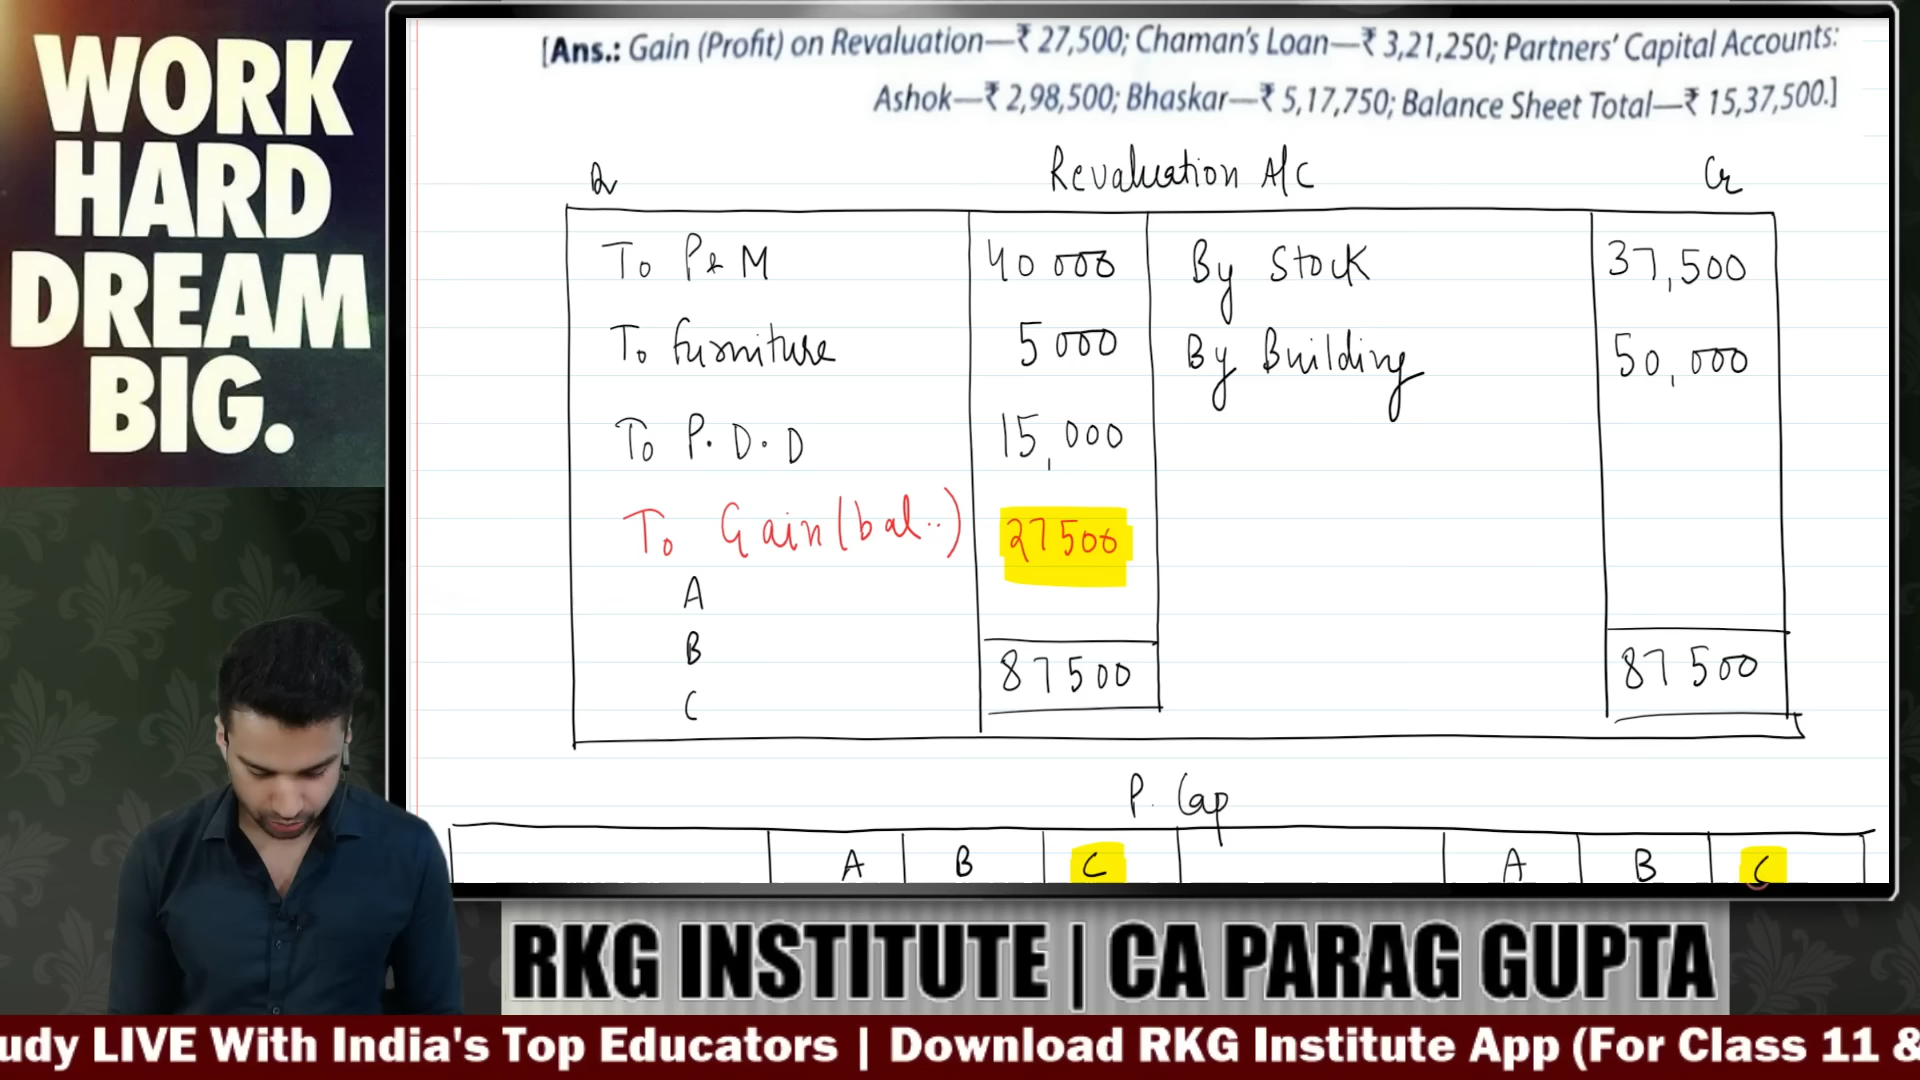 WORK
HARD
DREAM
BIG.
[Ans.: Gain (Profit) on Revaluation—₹ 27,500; Chaman's Loan—₹ 3,21,250; Partners' Capital Accounts:
Ashok—₹ 2,98,500; Bhaskar—₹ 5,17,750; Balance Sheet Total—₹ 15,37,500.]
Dr Revaluation A/C Cr
To P & M 40000 By Stock 37,500
To furniture 5000 By Building 50,000
To P.D.D 15,000
To Gain (bal..) 27500
A
B
87500 87500
C
P. Cap
A B C A B C
RKG INSTITUTE | CA PARAG GUPTA
udy LIVE With India's Top Educators | Download RKG Institute App (For Class 11 &